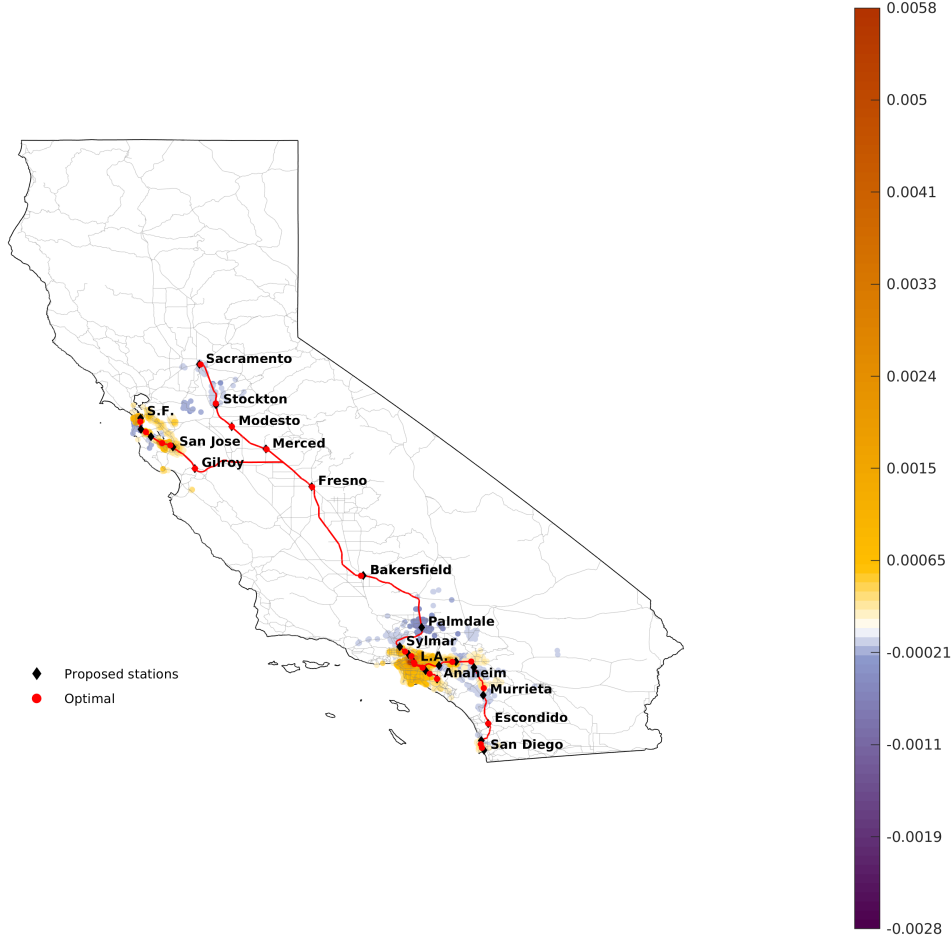 0.0058
0.005
0.0041
0.0033
0.0024
0.0015
0.00065
-0.00021
-0.0011
-0.0019
-0.0028
Sacramento
Stockton
S.F.
Modesto
San Jose
Merced
Gilroy
Fresno
Bakersfield
Palmdale
Sylmar
L.A.
Anaheim
Murrieta
Escondido
San Diego
Proposed stations
Optimal